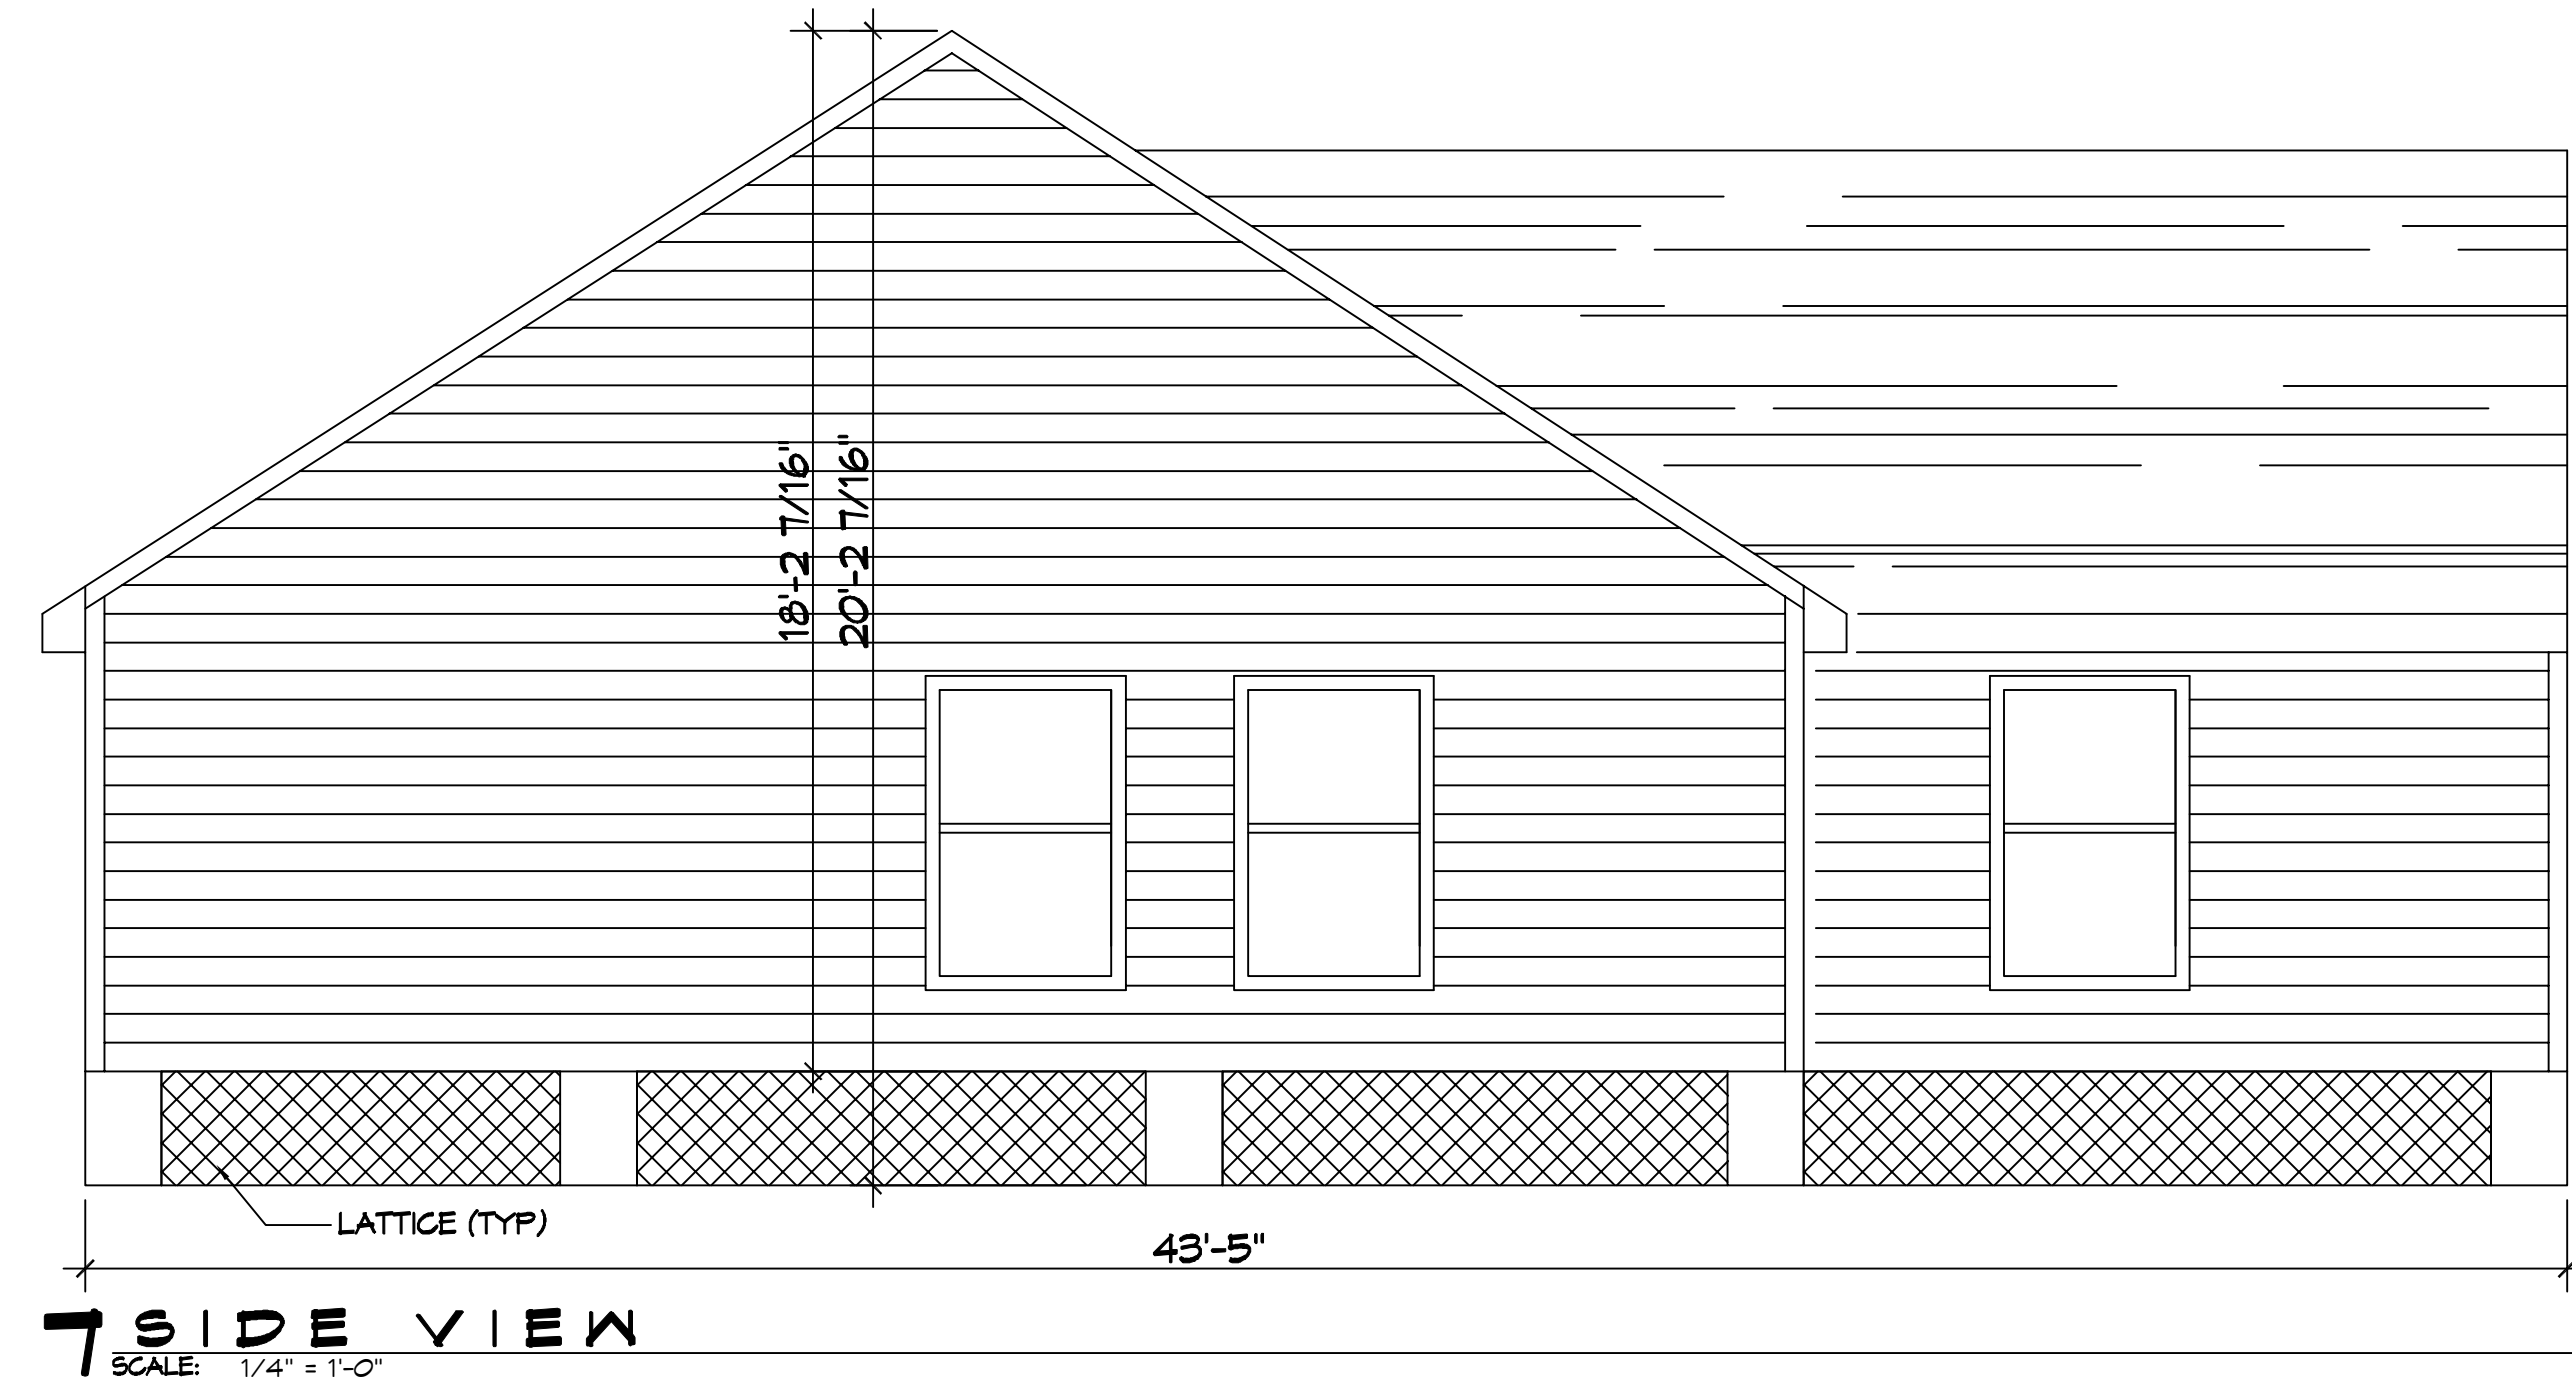 18'-2 7/16"
20'-2 7/16"
LATTICE (TYP)
43'-5"
7 SIDE VIEW
SCALE: 1/4" = 1'-0"